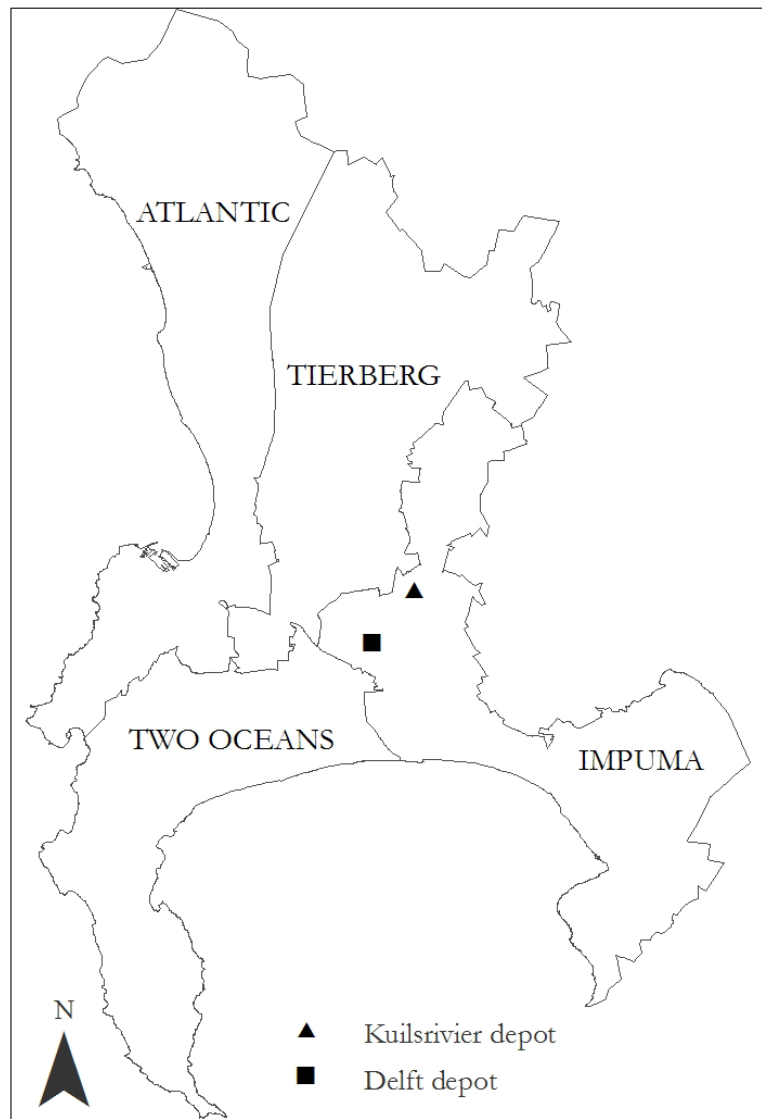 ATLANTIC
TIERBERG
TWO OCEANS
IMPUMA
N
Kuilsrivier depot
Delft depot